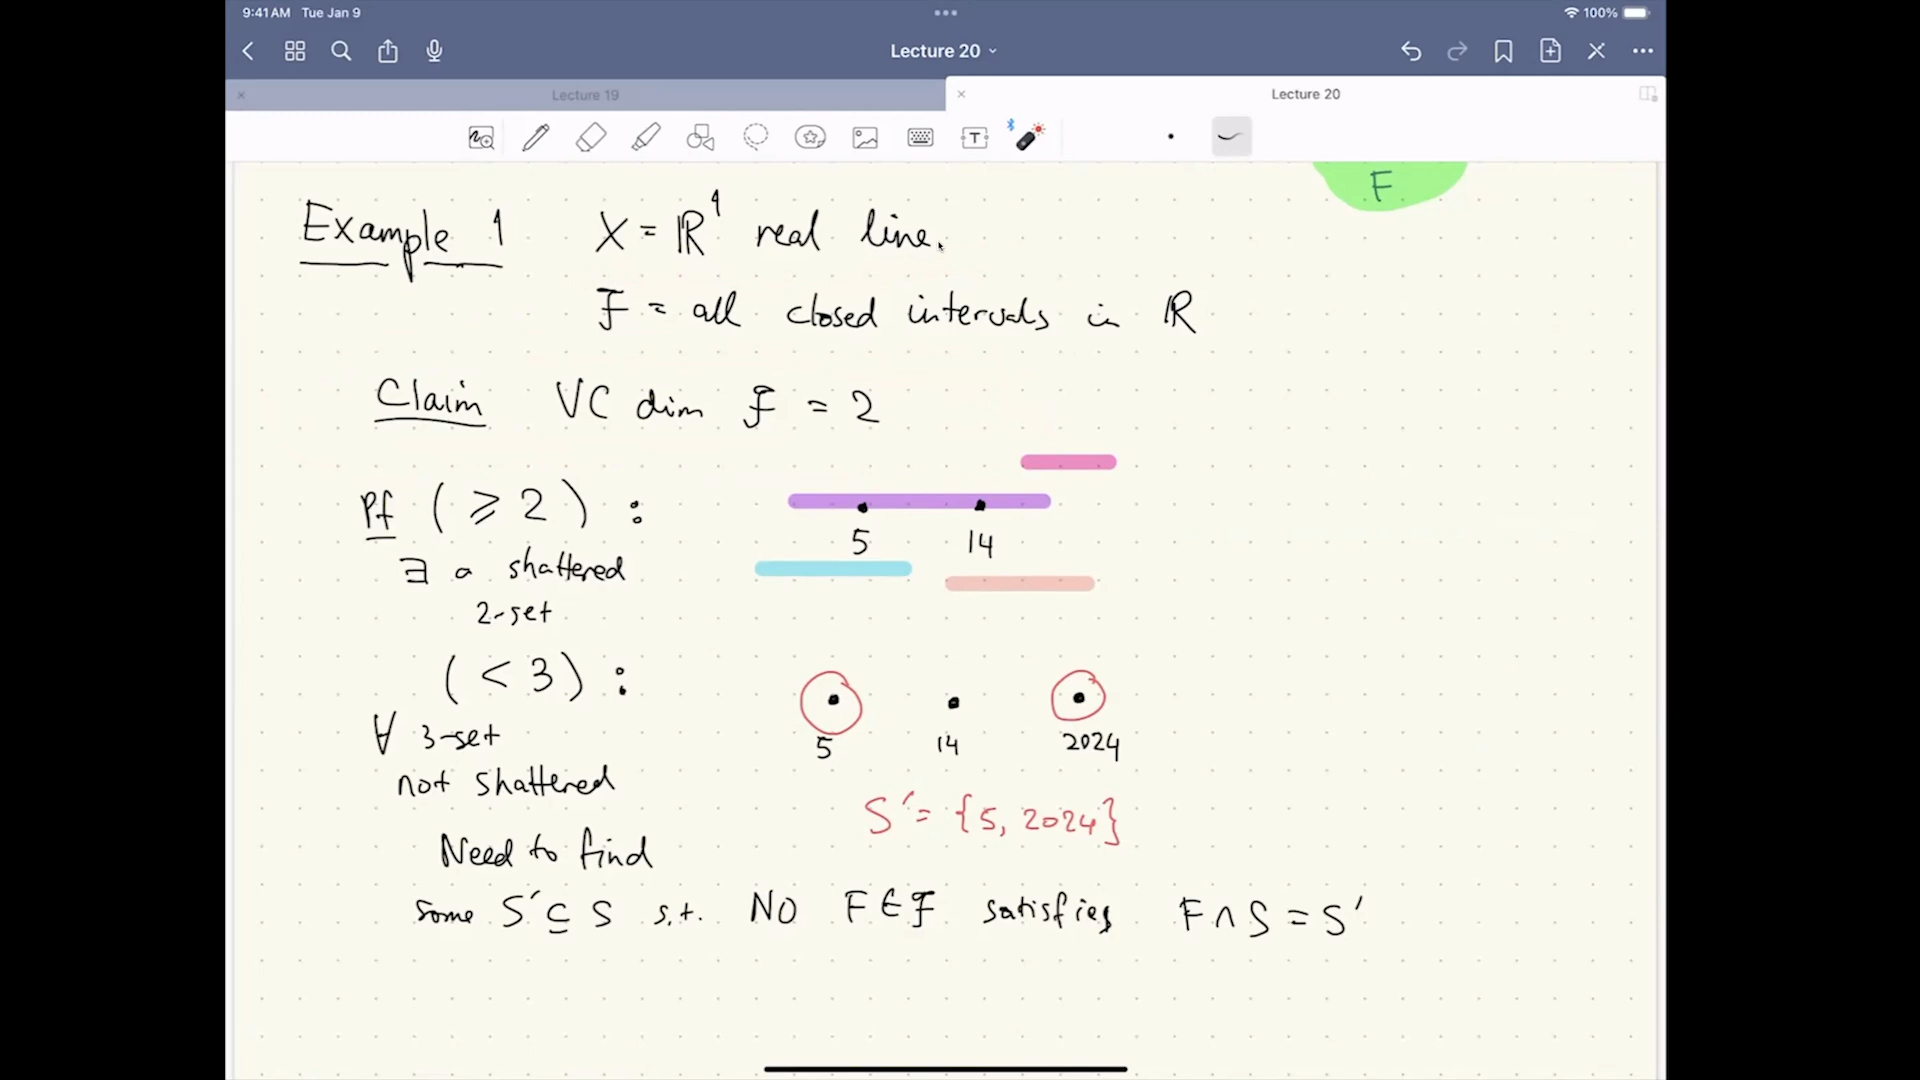 9:41 AM Tue Jan 9
100%
Lecture 20
Lecture 19
Lecture 20
T
F
Example 1 X = ℝ¹ real line.
ℱ = all closed intervals in ℝ
Claim VC dim ℱ = 2
Pf (≥ 2) :
5 14
∃ a shattered
2-set
(< 3) :
5 14 2024
∀ 3-set
not shattered
S′ = {5, 2024}
Need to find
some S′ ⊆ S s.t. NO F ∈ ℱ satisfies F ∩ S = S′